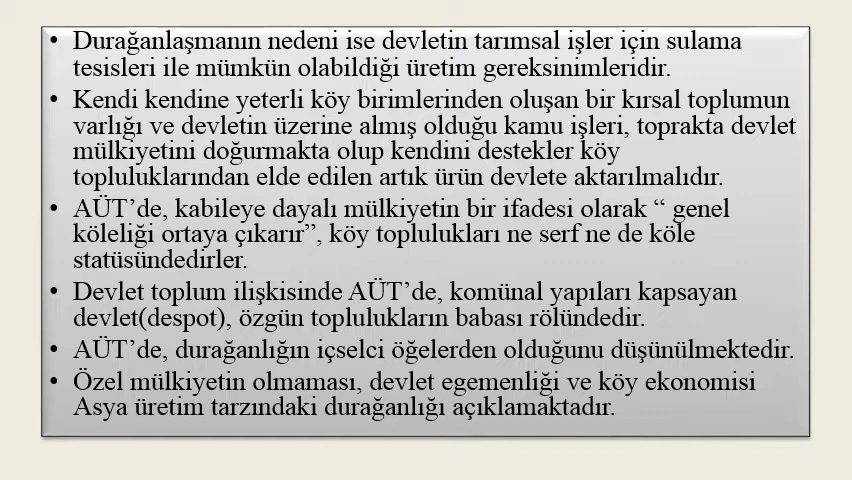 • Durağanlaşmanın nedeni ise devletin tarımsal işler için sulama
tesisleri ile mümkün olabildiği üretim gereksinimleridir.
• Kendi kendine yeterli köy birimlerinden oluşan bir kırsal toplumun
varlığı ve devletin üzerine almış olduğu kamu işleri, toprakta devlet
mülkiyetini doğurmakta olup kendini destekler köy
topluluklarından elde edilen artık ürün devlete aktarılmalıdır.
• AÜT’de, kabileye dayalı mülkiyetin bir ifadesi olarak “ genel
köleliği ortaya çıkarır”, köy toplulukları ne serf ne de köle
statüsündedirler.
• Devlet toplum ilişkisinde AÜT’de, komünal yapıları kapsayan
devlet(despot), özgün toplulukların babası rölündedir.
• AÜT’de, durağanlığın içselci öğelerden olduğunu düşünülmektedir.
• Özel mülkiyetin olmaması, devlet egemenliği ve köy ekonomisi
Asya üretim tarzındaki durağanlığı açıklamaktadır.